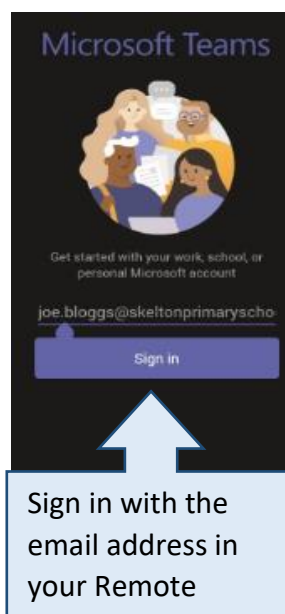 Microsoft Teams
Get started with your work, school, or
personal Microsoft account
joe.bloggs@skeltonprimaryscho
Sign in
Sign in with the
email address in
your Remote